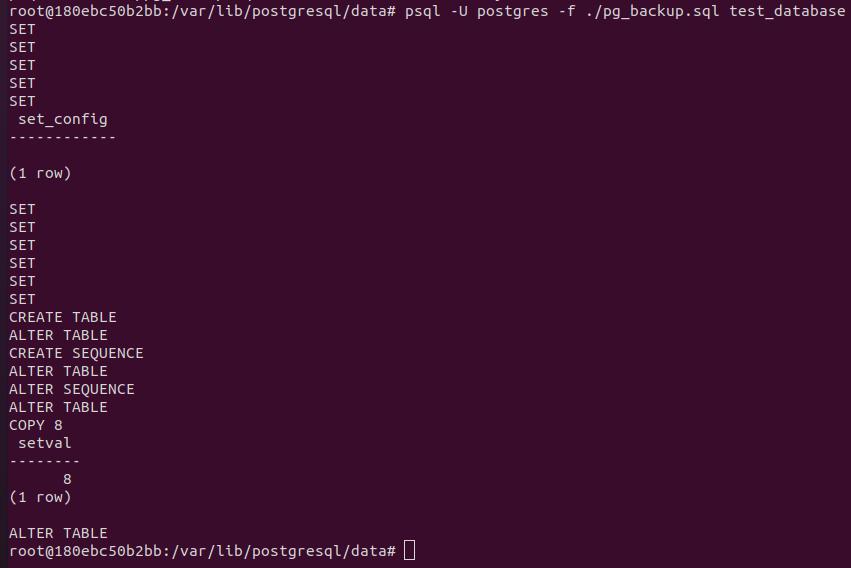 root@180ebc50b2bb:/var/lib/postgresql/data# psql -U postgres -f ./pg_backup.sql test_database
SET
SET
SET
SET
SET
 set_config
------------

(1 row)

SET
SET
SET
SET
SET
SET
CREATE TABLE
ALTER TABLE
CREATE SEQUENCE
ALTER TABLE
ALTER SEQUENCE
ALTER TABLE
COPY 8
 setval
--------
      8
(1 row)

ALTER TABLE
root@180ebc50b2bb:/var/lib/postgresql/data#